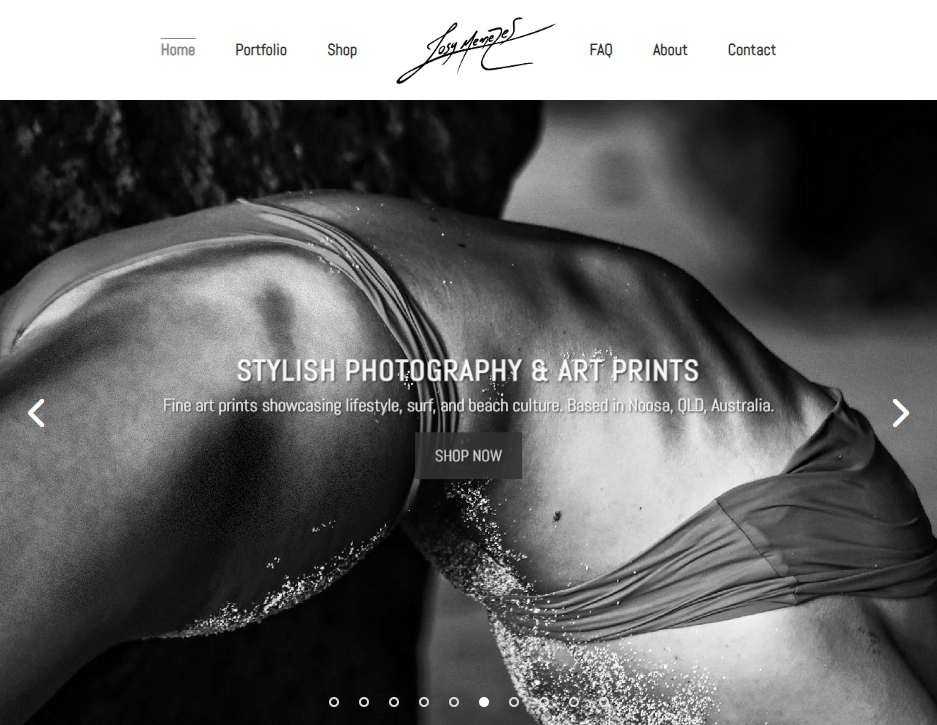 Home
Portfolio
Shop
Josy Menezes
FAQ
About
Contact
STYLISH PHOTOGRAPHY & ART PRINTS
Fine art prints showcasing lifestyle, surf, and beach culture. Based in Noosa, QLD, Australia.
SHOP NOW